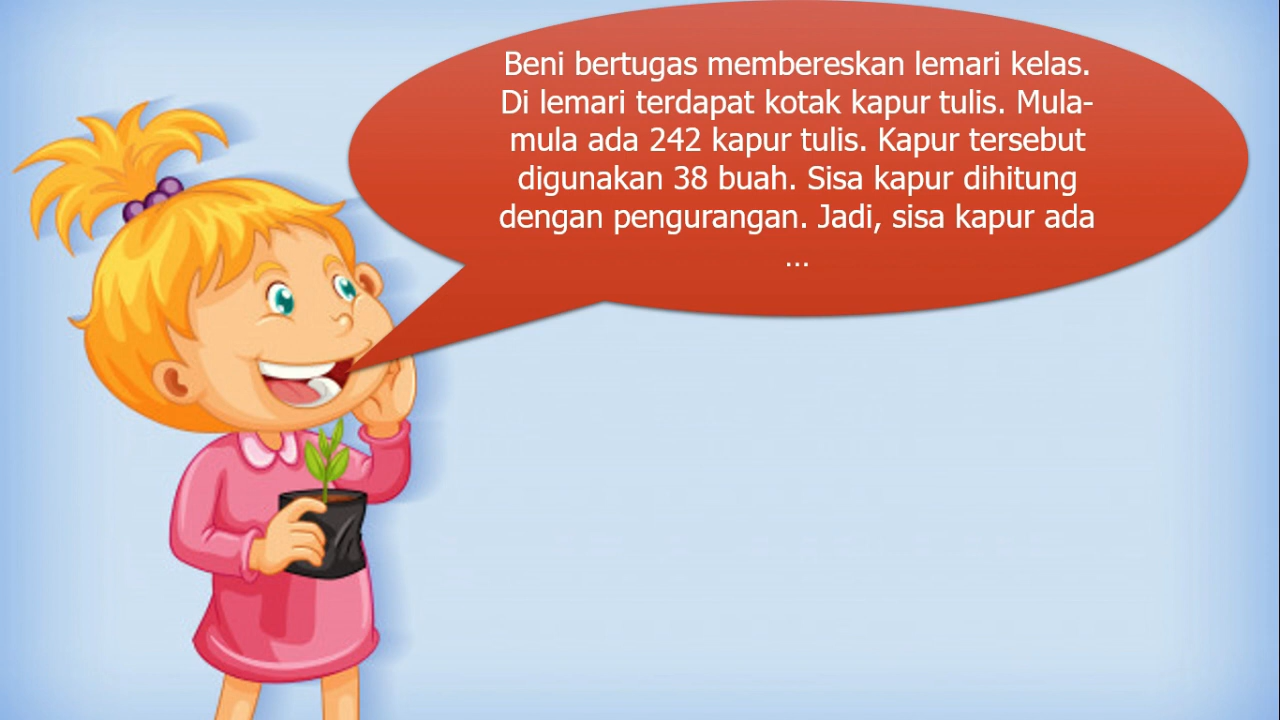 Beni bertugas membereskan lemari kelas.
Di lemari terdapat kotak kapur tulis. Mula-
mula ada 242 kapur tulis. Kapur tersebut
digunakan 38 buah. Sisa kapur dihitung
dengan pengurangan. Jadi, sisa kapur ada
...